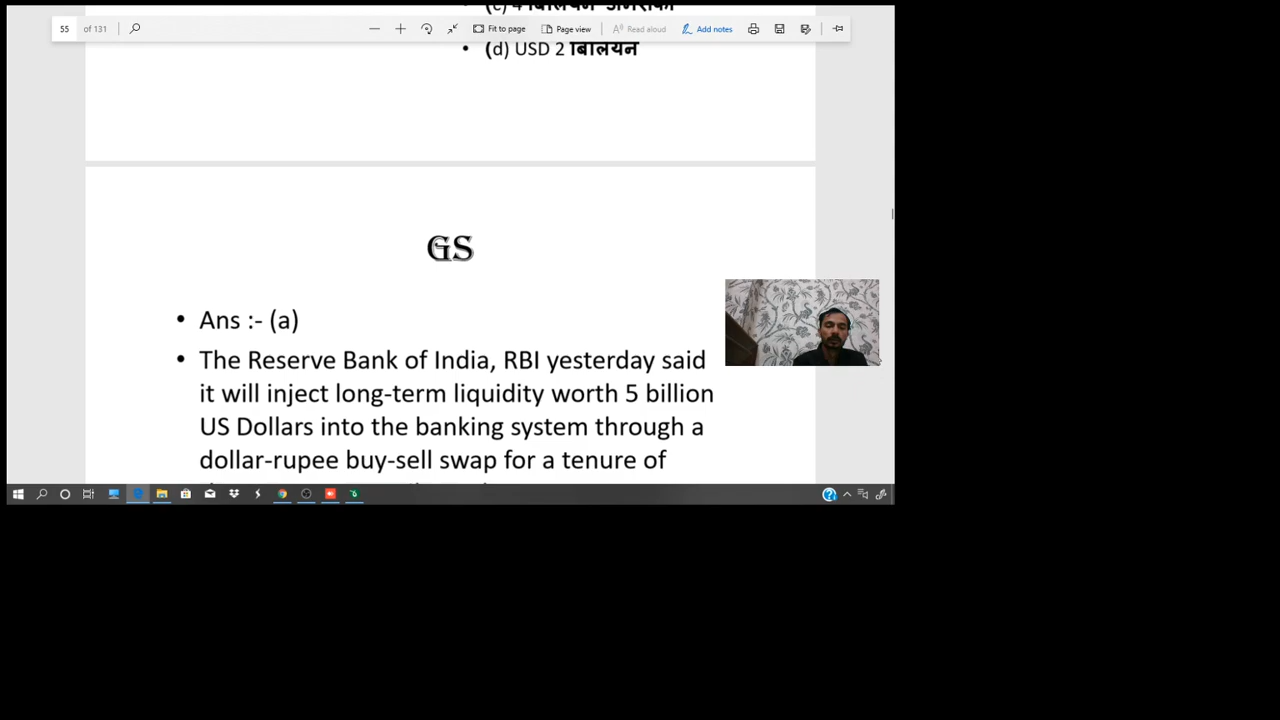 55 of 131 Fit to page Page view Read aloud Add notes
(d) USD 2 बिलियन
GS
Ans :- (a)
The Reserve Bank of India, RBI yesterday said
it will inject long-term liquidity worth 5 billion
US Dollars into the banking system through a
dollar-rupee buy-sell swap for a tenure of